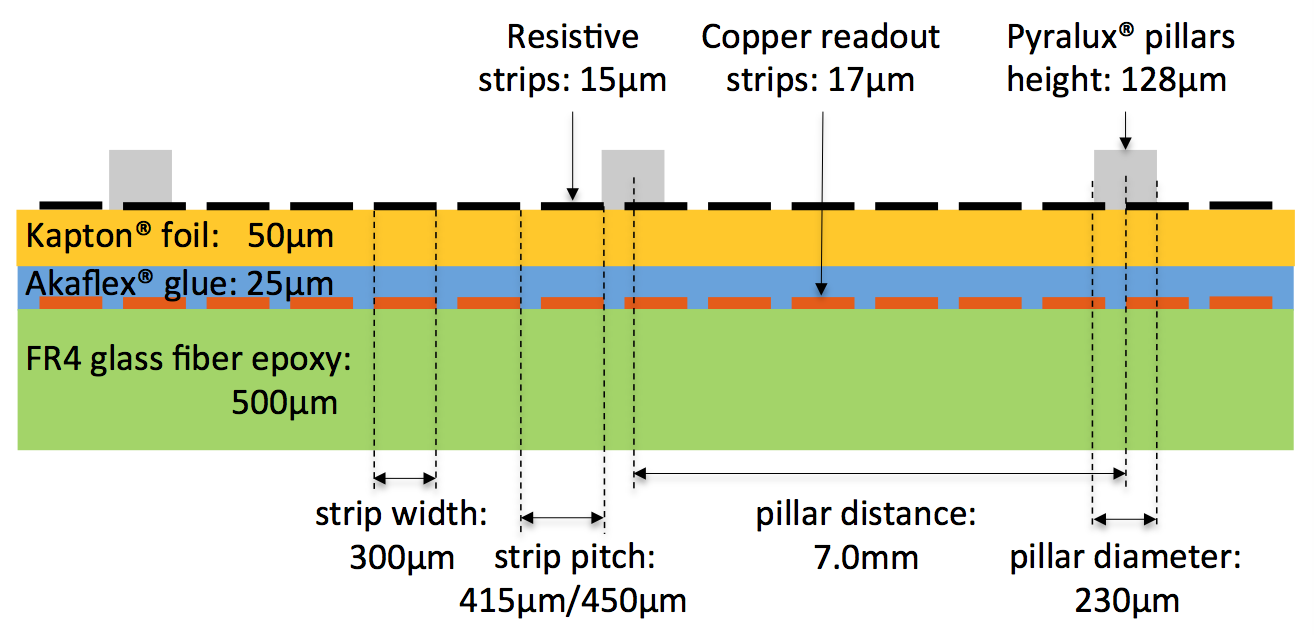 Resistive
strips: 15µm
Copper readout
strips: 17µm
Pyralux® pillars
height: 128µm
Kapton® foil: 50µm
Akaflex® glue: 25µm
FR4 glass fiber epoxy:
500µm
strip width:
300µm
strip pitch:
415µm/450µm
pillar distance:
7.0mm
pillar diameter:
230µm